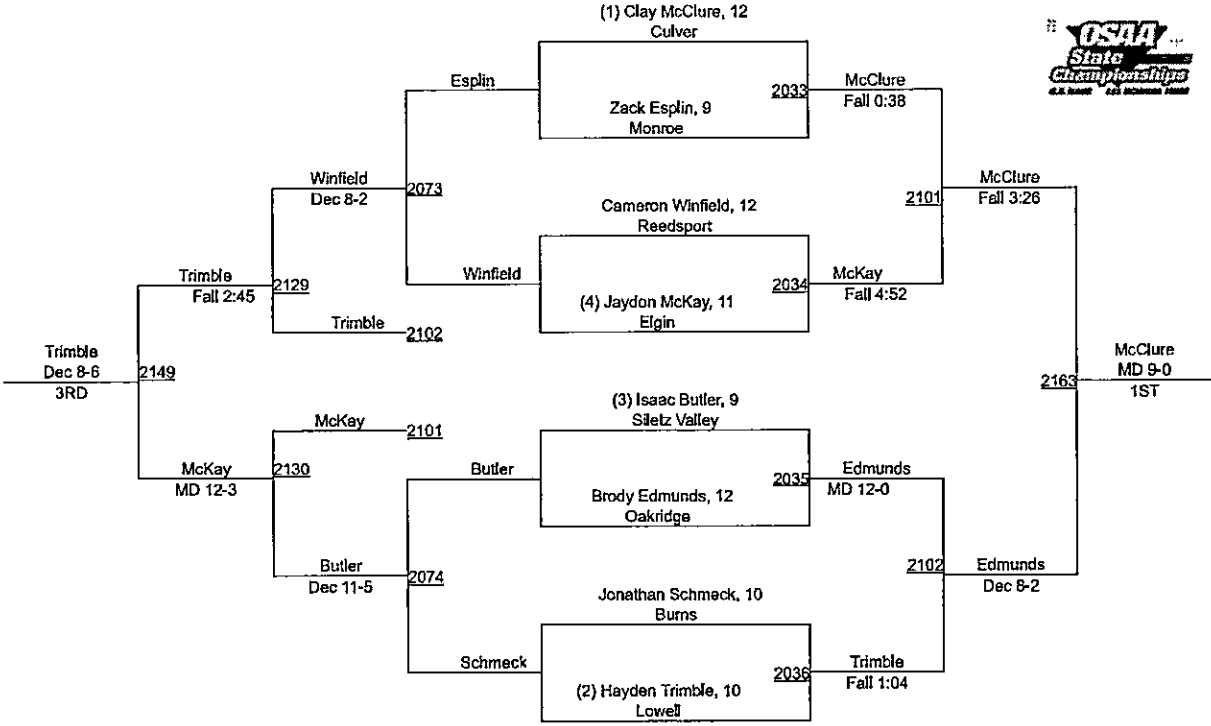 (1) Clay McClure, 12
Culver
OSAA
State
Championships
Esplin
2033
McClure
Fall 0:38
Zack Esplin, 9
Monroe
Winfield
Dec 8-2
2073
McClure
Fall 3:26
2101
Cameron Winfield, 12
Reedsport
Trimble
Fall 2:45
2129
Winfield
2034
McKay
Fall 4:52
(4) Jaydon McKay, 11
Elgin
Trimble
2102
Trimble
Dec 8-6
3RD
2149
McClure
MD 9-0
1ST
2163
(3) Isaac Butler, 9
Siletz Valley
McKay
2101
McKay
MD 12-3
2130
Butler
2035
Edmunds
MD 12-0
Brody Edmunds, 12
Oakridge
Butler
Dec 11-5
2074
2102
Edmunds
Dec 8-2
Jonathan Schmeck, 10
Burns
Schmeck
2036
Trimble
Fall 1:04
(2) Hayden Trimble, 10
Lowell